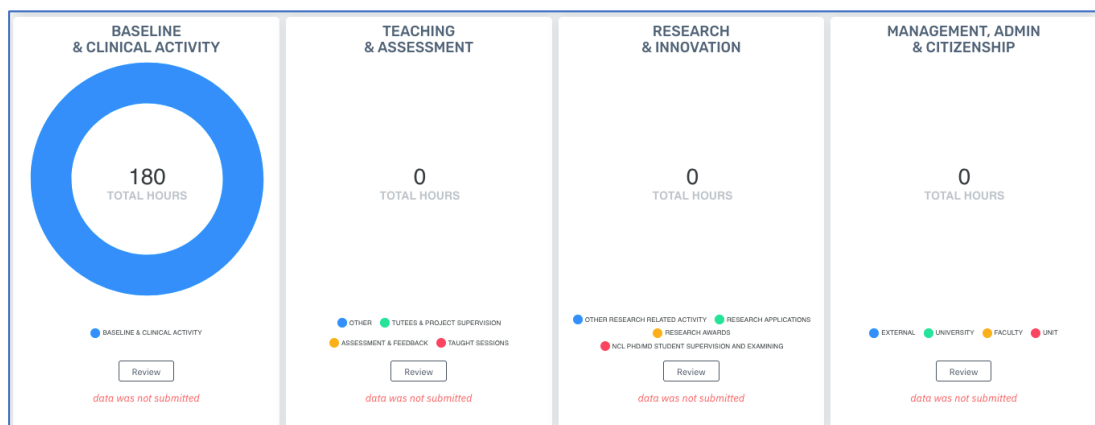 BASELINE
& CLINICAL ACTIVITY
180
TOTAL HOURS
BASELINE & CLINICAL ACTIVITY
Review
data was not submitted
TEACHING
& ASSESSMENT
0
TOTAL HOURS
OTHER TUTEES & PROJECT SUPERVISION
ASSESSMENT & FEEDBACK TAUGHT SESSIONS
Review
data was not submitted
RESEARCH
& INNOVATION
0
TOTAL HOURS
OTHER RESEARCH RELATED ACTIVITY RESEARCH APPLICATIONS
RESEARCH AWARDS
NCL PHD/MD STUDENT SUPERVISION AND EXAMINING
Review
data was not submitted
MANAGEMENT, ADMIN
& CITIZENSHIP
0
TOTAL HOURS
EXTERNAL UNIVERSITY FACULTY UNIT
Review
data was not submitted